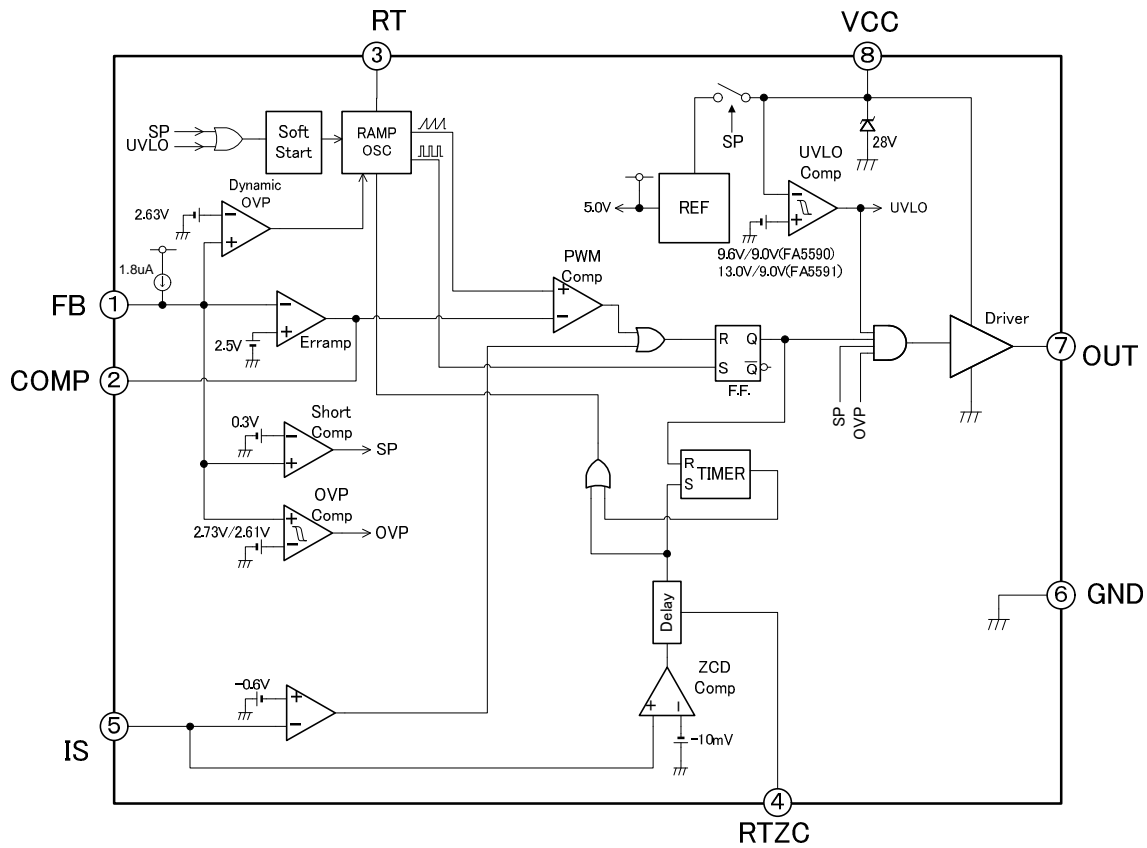 RT
3
VCC
8
SP
UVLO
Soft
Start
RAMP
OSC
SP
28V
UVLO
Comp
Dynamic
OVP
2.63V
5.0V
REF
UVLO
9.6V/9.0V(FA5590)
13.0V/9.0V(FA5591)
1.8uA
PWM
Comp
FB
1
2.5V
Erramp
Driver
7
OUT
R
Q
S
Q
F.F.
COMP
2
SP
OVP
0.3V
Short
Comp
SP
R
S
TIMER
OVP
Comp
2.73V/2.61V
OVP
Delay
6
GND
ZCD
Comp
-0.6V
-10mV
5
IS
4
RTZC